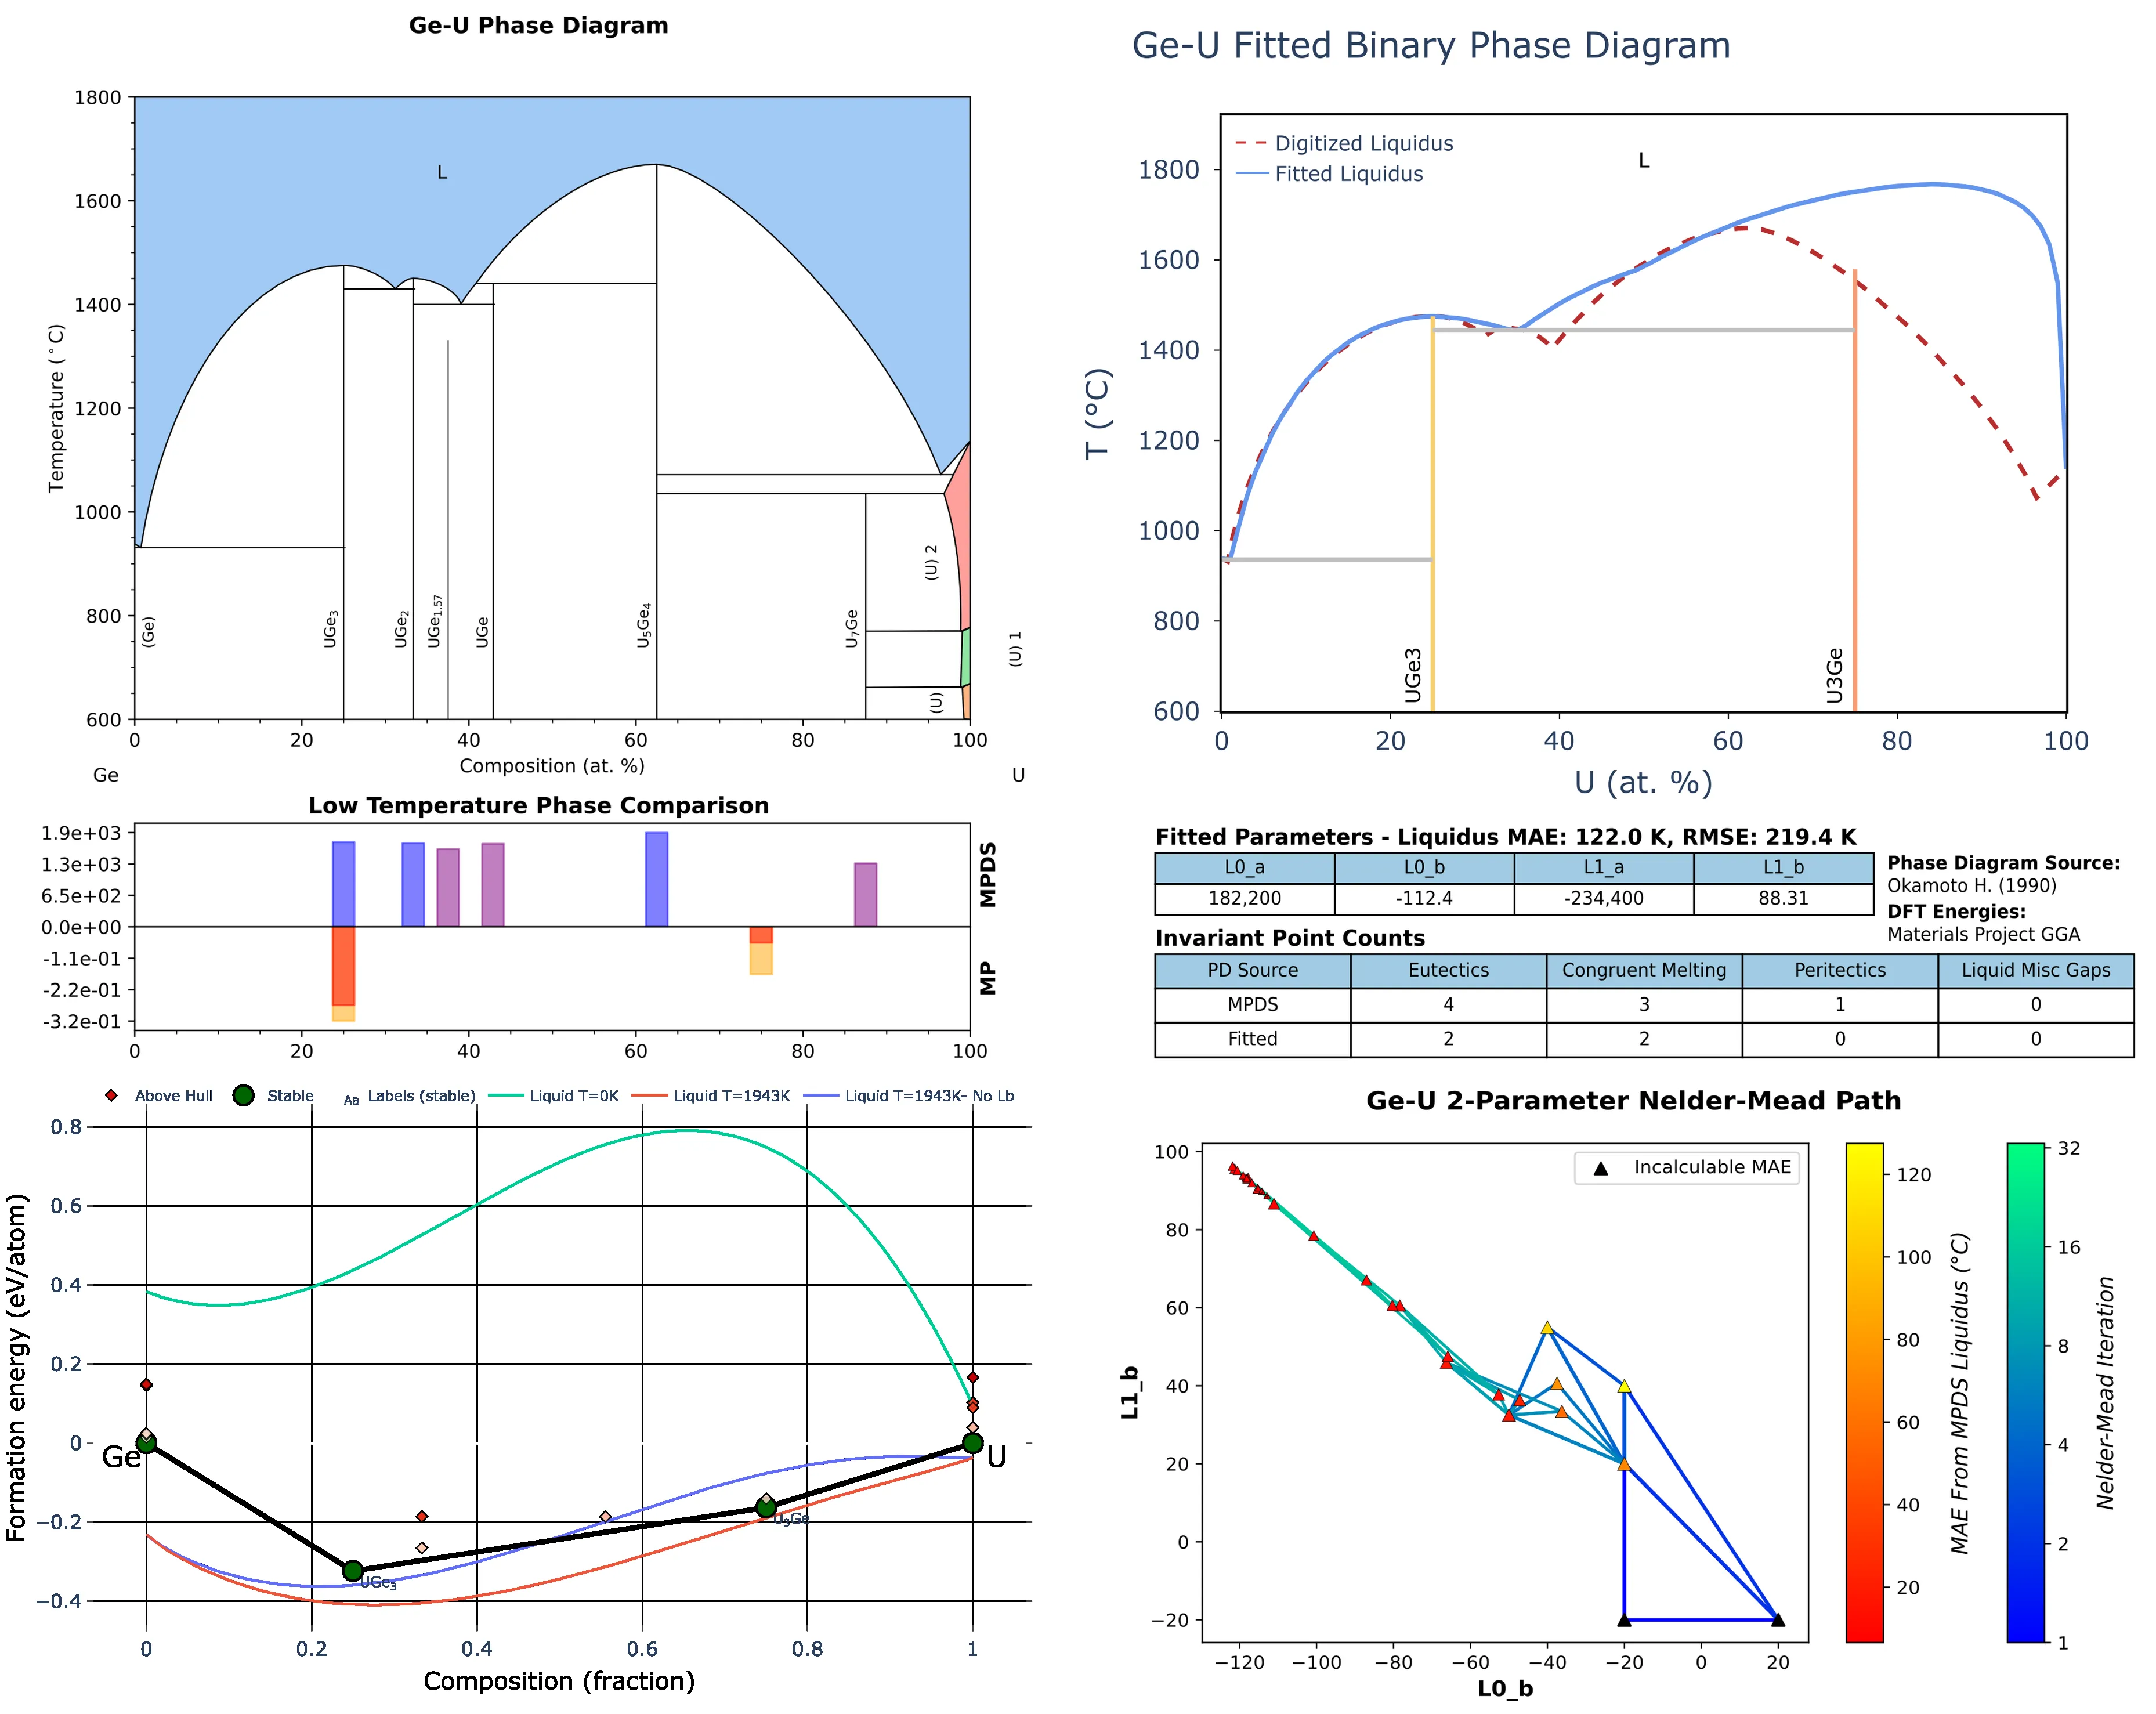 Ge-U Phase Diagram
1800
1600
1400
1200
1000
800
600
Temperature (°C)
L
(Ge)
UGe3
UGe2
UGe1.57
UGe
U5Ge4
U7Ge
(U) 2
(U)
(U) 1
0 20 40 60 80 100
Composition (at. %)
Ge U
Low Temperature Phase Comparison
1.9e+03
1.3e+03
6.5e+02
0.0e+00
-1.1e-01
-2.2e-01
-3.2e-01
MPDS
MP
0 20 40 60 80 100
Above Hull Stable Aa Labels (stable) Liquid T=0K Liquid T=1943K Liquid T=1943K- No Lb
0.8
0.6
0.4
0.2
0
−0.2
−0.4
Formation energy (eV/atom)
Ge
U
UGe3
U3Ge
0 0.2 0.4 0.6 0.8 1
Composition (fraction)
Ge-U Fitted Binary Phase Diagram
Digitized Liquidus
Fitted Liquidus
L
1800
1600
1400
1200
1000
800
600
T (°C)
UGe3
U3Ge
0 20 40 60 80 100
U (at. %)
Fitted Parameters - Liquidus MAE: 122.0 K, RMSE: 219.4 K
L0_a L0_b L1_a L1_b
182,200 -112.4 -234,400 88.31
Phase Diagram Source:
Okamoto H. (1990)
DFT Energies:
Materials Project GGA
Invariant Point Counts
PD Source Eutectics Congruent Melting Peritectics Liquid Misc Gaps
MPDS 4 3 1 0
Fitted 2 2 0 0
Ge-U 2-Parameter Nelder-Mead Path
Incalculable MAE
100
80
60
40
20
0
−20
L1_b
−120 −100 −80 −60 −40 −20 0 20
L0_b
120
100
80
60
40
20
MAE From MPDS Liquidus (°C)
32
16
8
4
2
1
Nelder-Mead Iteration